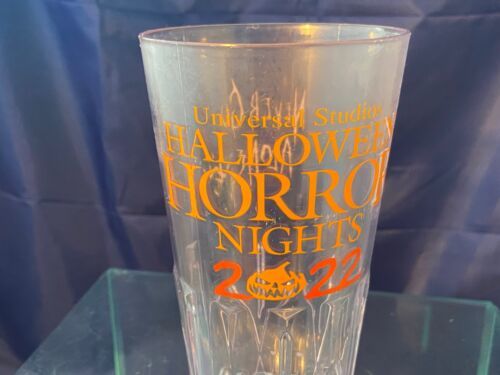 Universal Studios
HALLOWEEN
HORROR
NIGHTS
2022